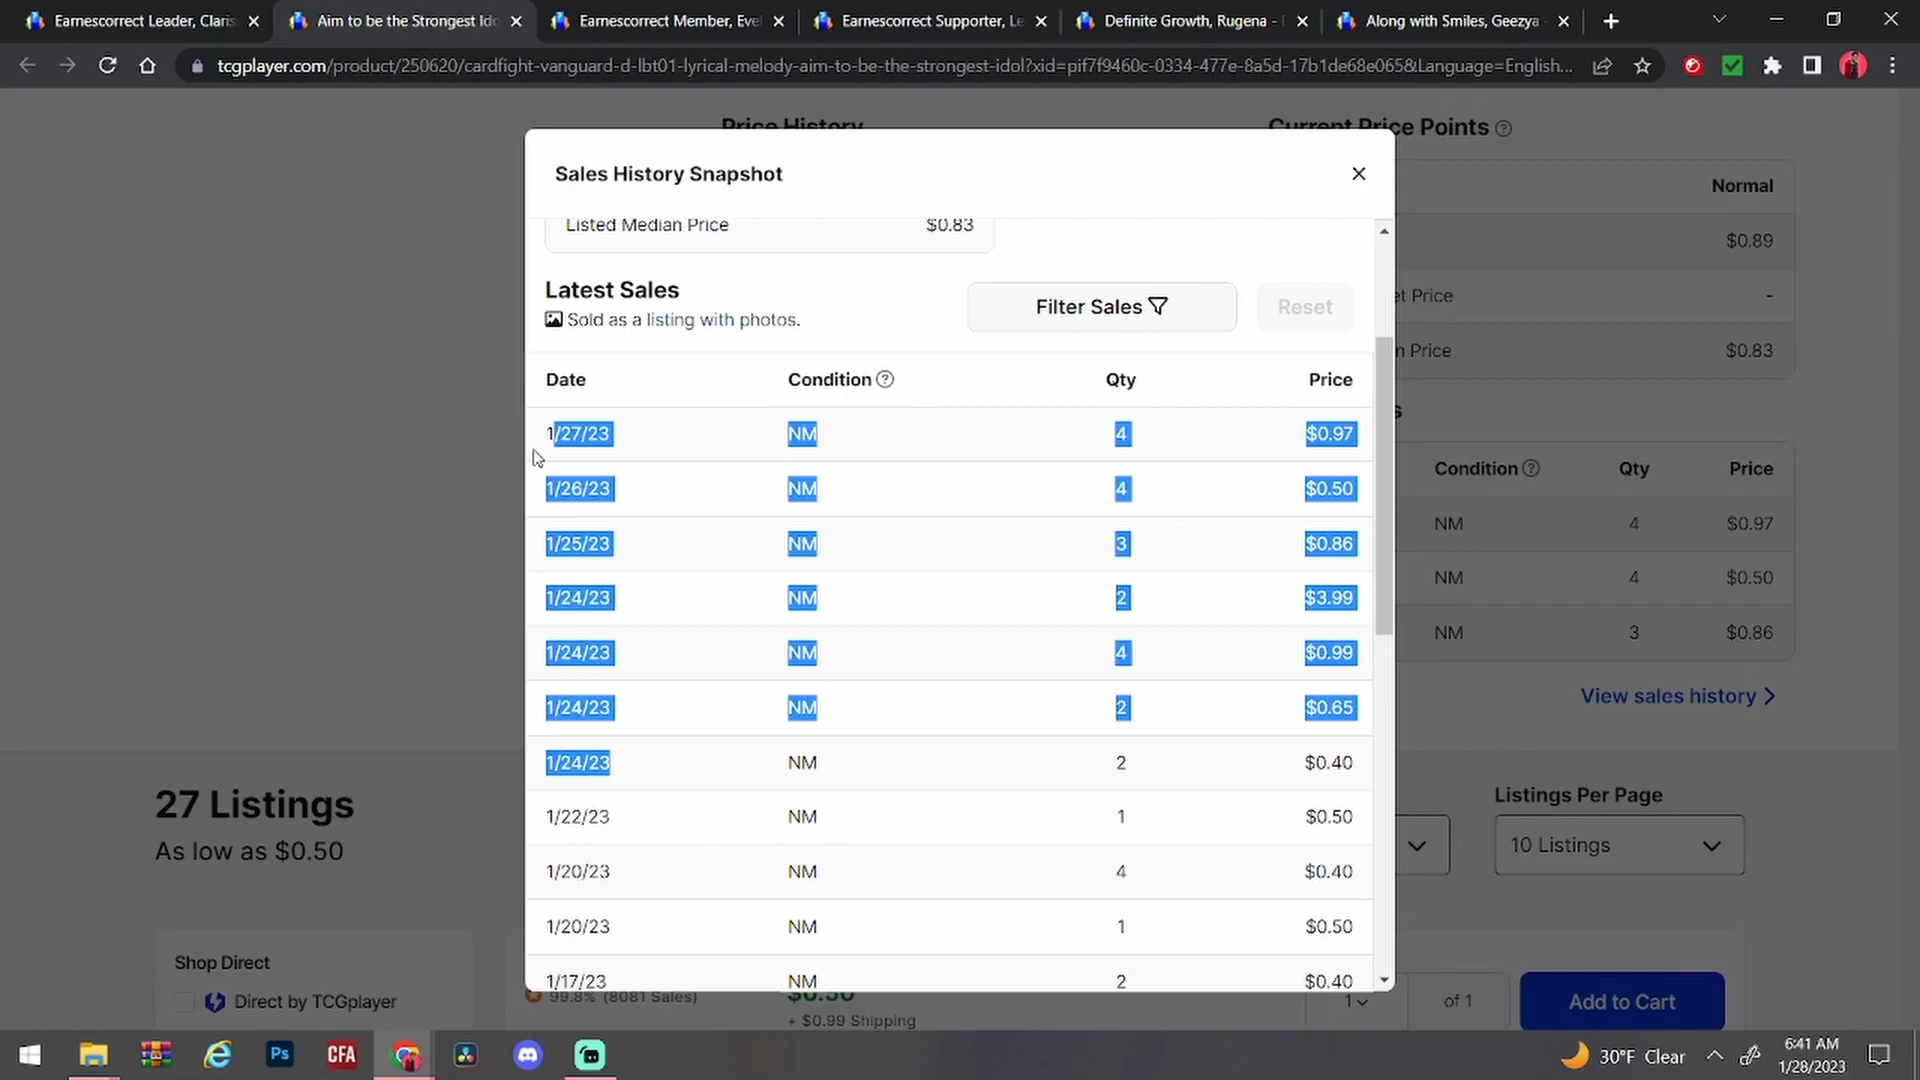 Earnescorrect Leader, Claris
Aim to be the Strongest Ido
Earnescorrect Member, Eve
Earnescorrect Supporter, Le
Definite Growth, Rugena -
Along with Smiles, Geezya -
tcgplayer.com/product/250620/cardfight-vanguard-d-lbt01-lyrical-melody-aim-to-be-the-strongest-idol?xid=pif7f9460c-0334-477e-8a5d-17b1de68e065&Language=English...
Price History
Current Price Points
Normal
$0.89
et Price -
n Price $0.83
s
Condition Qty Price
NM 4 $0.97
NM 4 $0.50
NM 3 $0.86
View sales history
Sales History Snapshot
Listed Median Price $0.83
Latest Sales
Sold as a listing with photos.
Filter Sales
Reset
Date Condition Qty Price
1/27/23 NM 4 $0.97
1/26/23 NM 4 $0.50
1/25/23 NM 3 $0.86
1/24/23 NM 2 $3.99
1/24/23 NM 4 $0.99
1/24/23 NM 2 $0.65
1/24/23 NM 2 $0.40
1/22/23 NM 1 $0.50
1/20/23 NM 4 $0.40
1/20/23 NM 1 $0.50
1/17/23 NM 2 $0.40
27 Listings
As low as $0.50
Listings Per Page
10 Listings
Shop Direct
Direct by TCGplayer
99.8% (8081 Sales)
$0.50
+ $0.99 Shipping
1
of 1
Add to Cart
Ps
CFA
30°F Clear
6:41 AM
1/28/2023